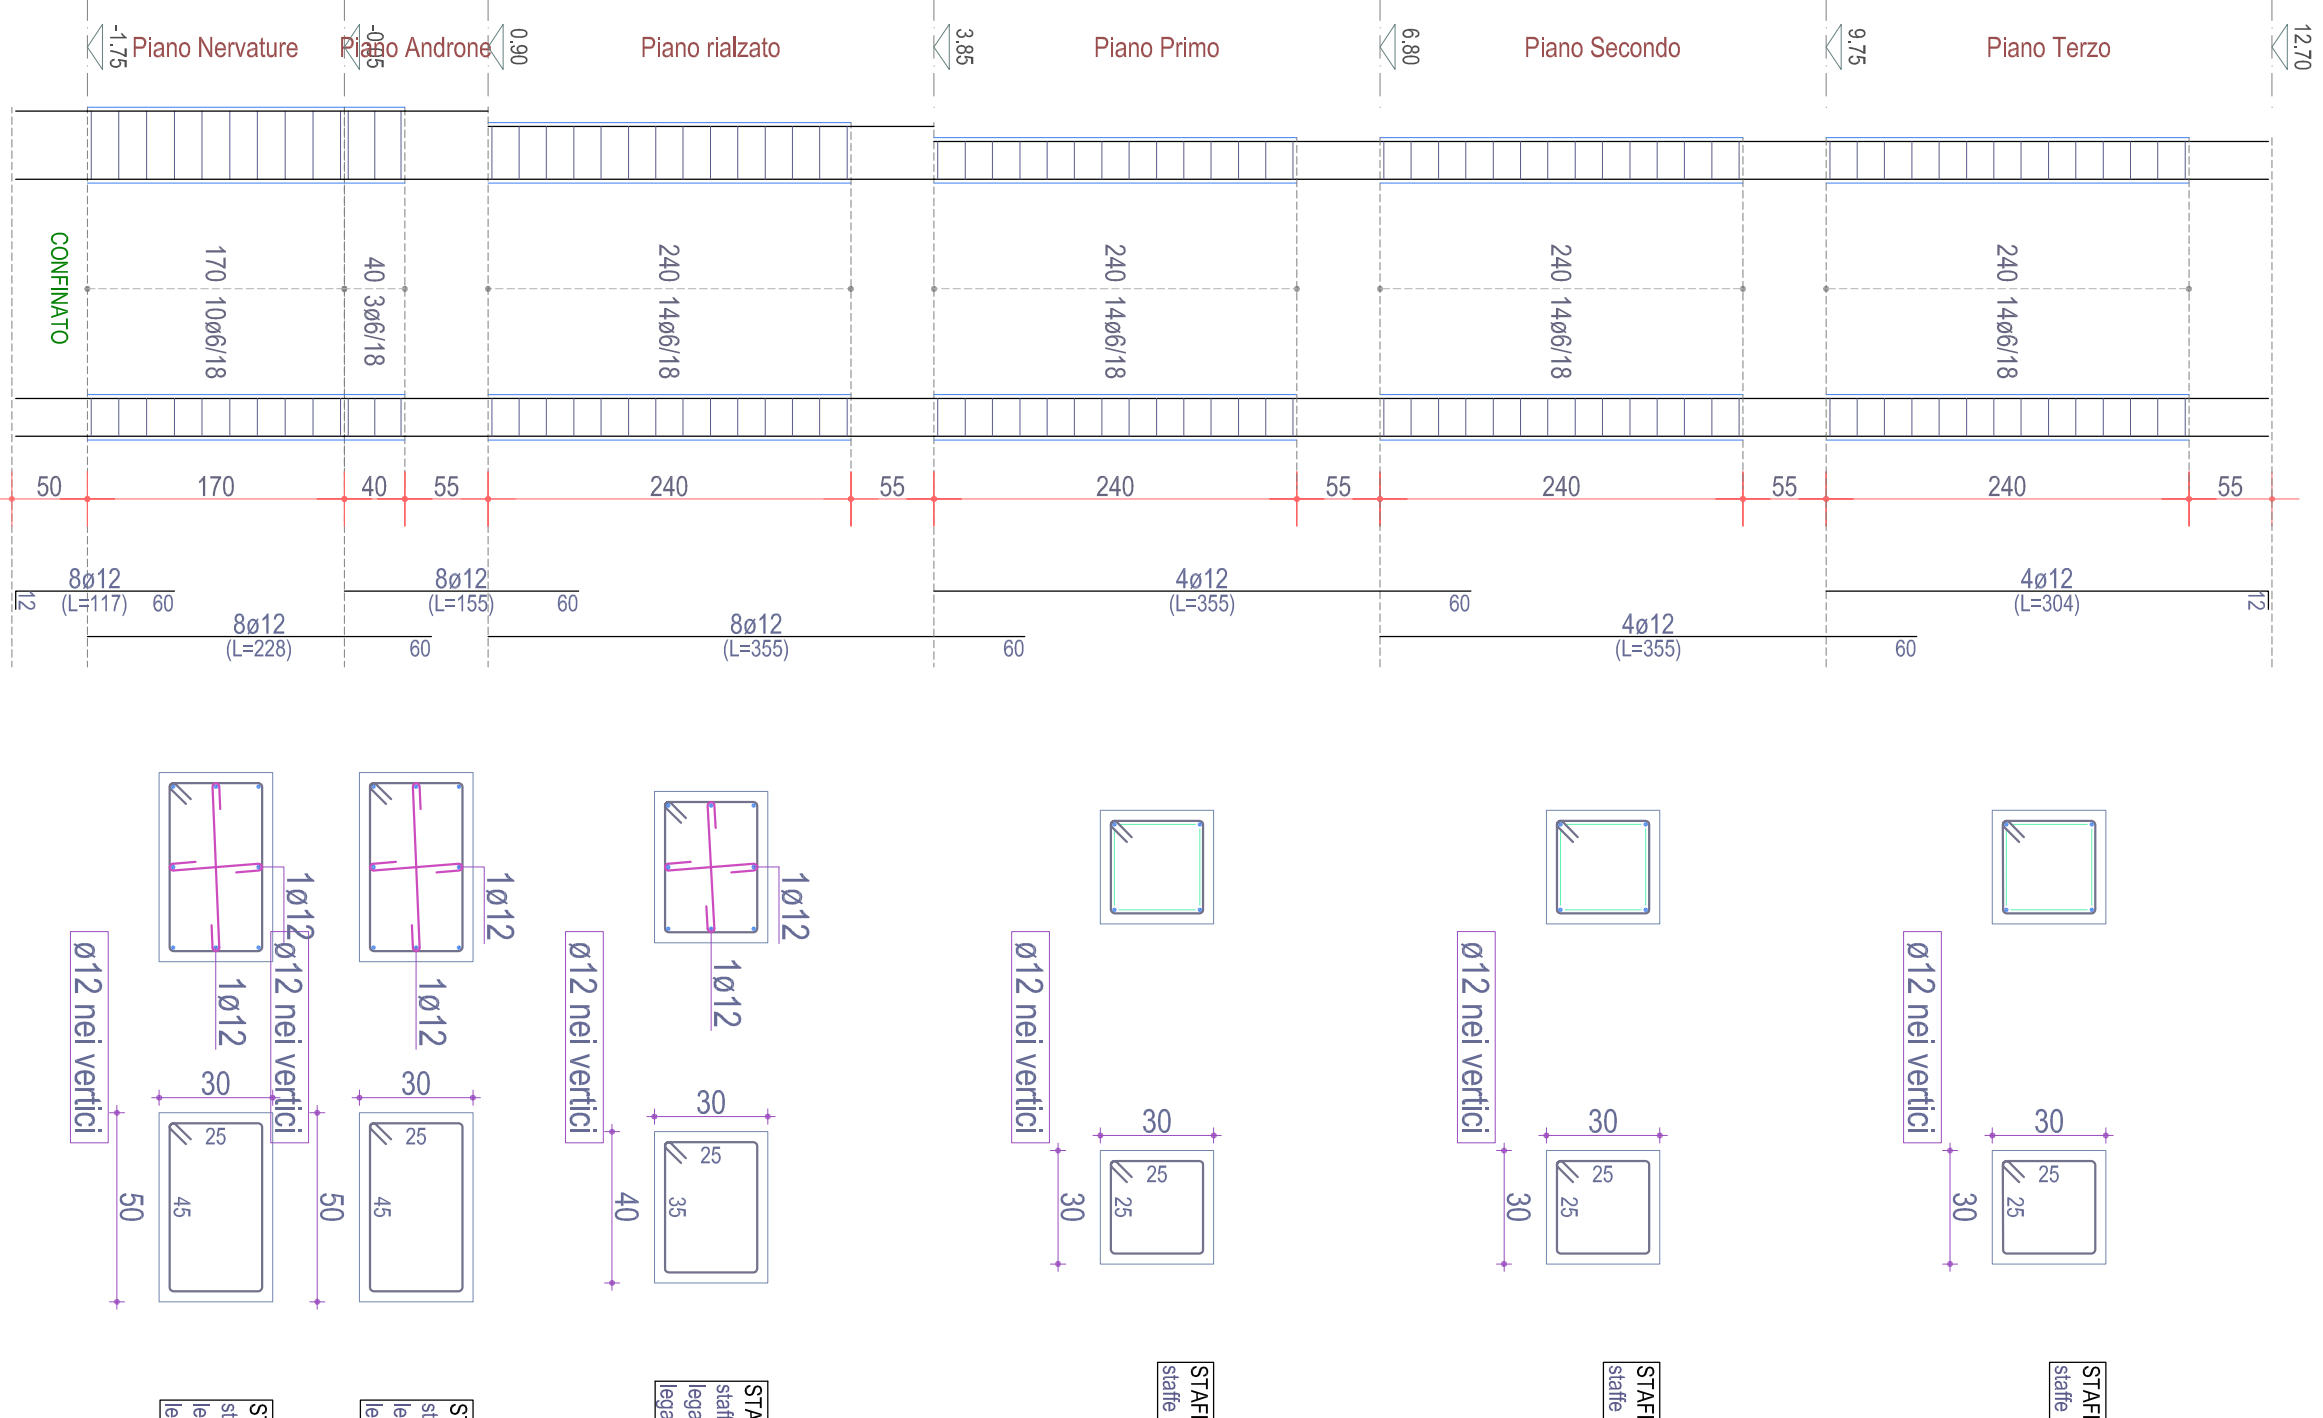 -1.75
Piano Nervature
Piano Androne
0.90
Piano rialzato
3.85
Piano Primo
6.80
Piano Secondo
9.75
Piano Terzo
12.70
CONFINATO
170 10ø6/18
40 3ø6/18
240 14ø6/18
240 14ø6/18
240 14ø6/18
240 14ø6/18
50
170
40
55
240
55
240
55
240
55
240
55
8ø12
(L=117)
60
12
8ø12
(L=155)
60
4ø12
(L=355)
60
4ø12
(L=304)
12
8ø12
(L=228)
60
8ø12
(L=355)
60
4ø12
(L=355)
60
1ø12
1ø12
ø12 nei vertici
1ø12
1ø12
ø12 nei vertici
1ø12
1ø12
ø12 nei vertici
ø12 nei vertici
ø12 nei vertici
ø12 nei vertici
30
25
45
50
30
25
45
50
30
25
35
40
30
25
25
30
30
25
25
30
30
25
25
30
staffe
staffe
staffe